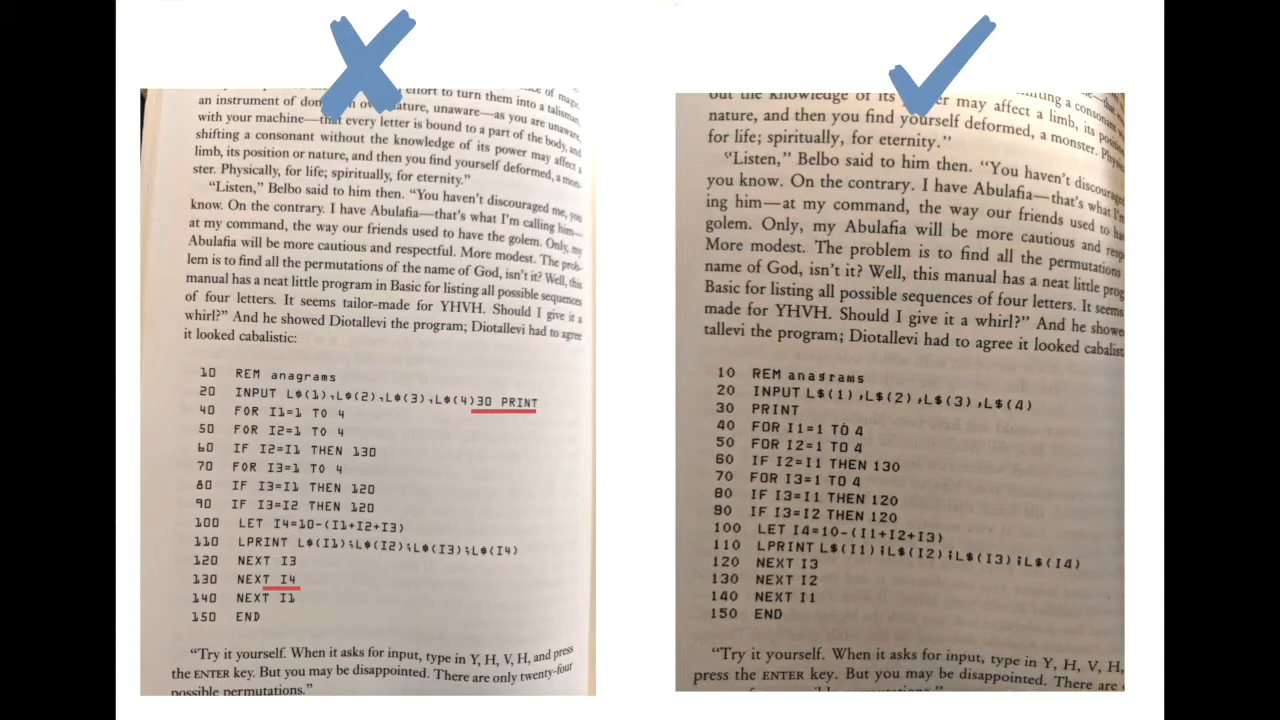 effort to turn them into a talisman,
an instrument of ature, unaware—as you are unaware,
with your machine—that every letter is bound to a part of the body, and
shifting a consonant without the knowledge of its power may affect a
limb, its position or nature, and then you find yourself deformed, a mon-
ster. Physically, for life; spiritually, for eternity."
"Listen," Belbo said to him then. "You haven't discouraged me, you
know. On the contrary. I have Abulafia—that's what I'm calling him—
at my command, the way our friends used to have the golem. Only, my
Abulafia will be more cautious and respectful. More modest. The prob-
lem is to find all the permutations of the name of God, isn't it? Well, this
manual has a neat little program in Basic for listing all possible sequences
of four letters. It seems tailor-made for YHVH. Should I give it a
whirl?" And he showed Diotallevi the program; Diotallevi had to agree
it looked cabalistic:
10 REM anagrams
20 INPUT L$(1),L$(2),L$(3),L$(4)30 PRINT
40 FOR I1=1 TO 4
50 FOR I2=1 TO 4
60 IF I2=I1 THEN 130
70 FOR I3=1 TO 4
80 IF I3=I1 THEN 120
90 IF I3=I2 THEN 120
100 LET I4=10-(I1+I2+I3)
110 LPRINT L$(I1);L$(I2);L$(I3);L$(I4)
120 NEXT I3
130 NEXT I4
140 NEXT I1
150 END
"Try it yourself. When it asks for input, type in Y, H, V, H, and press
the ENTER key. But you may be disappointed. There are only twenty-four
possible permutations."
out the knowledge of its er may affect a limb, its position
nature, and then you find yourself deformed, a monster. Physi
for life; spiritually, for eternity."
"Listen," Belbo said to him then. "You haven't discouraged
you know. On the contrary. I have Abulafia—that's what I'm
ing him—at my command, the way our friends used to ha
golem. Only, my Abulafia will be more cautious and respe
More modest. The problem is to find all the permutations
name of God, isn't it? Well, this manual has a neat little prog
Basic for listing all possible sequences of four letters. It seems
made for YHVH. Should I give it a whirl?" And he showe
tallevi the program; Diotallevi had to agree it looked cabalist
10 REM anagrams
20 INPUT L$(1),L$(2),L$(3),L$(4)
30 PRINT
40 FOR I1=1 TO 4
50 FOR I2=1 TO 4
60 IF I2=I1 THEN 130
70 FOR I3=1 TO 4
80 IF I3=I1 THEN 120
90 IF I3=I2 THEN 120
100 LET I4=10-(I1+I2+I3)
110 LPRINT L$(I1);L$(I2);L$(I3);L$(I4)
120 NEXT I3
130 NEXT I2
140 NEXT I1
150 END
"Try it yourself. When it asks for input, type in Y, H, V, H,
press the ENTER key. But you may be disappointed. There are